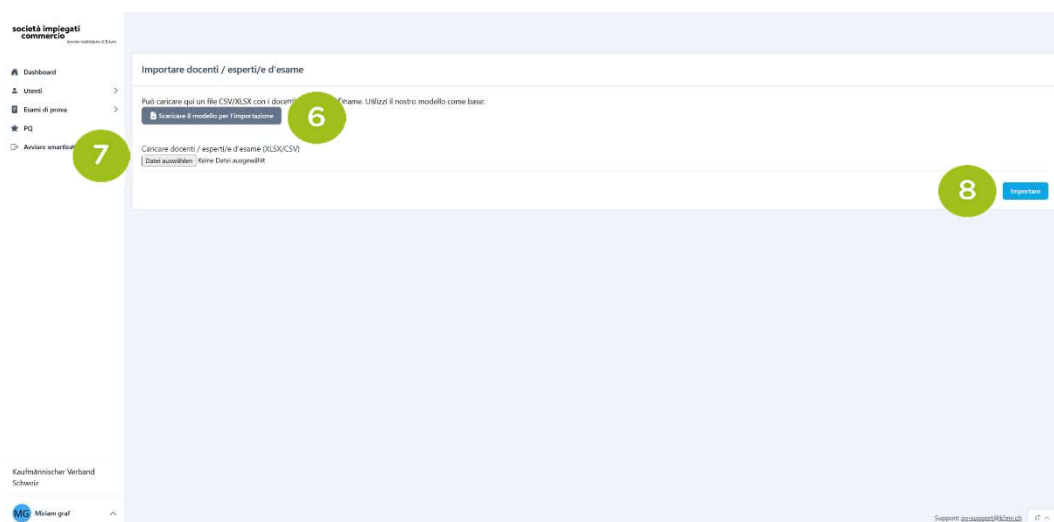 società impiegati
commercio
Dashboard
Utenti
Esami di prova
PQ
Avviare
7
Importare docenti / esperti/e d'esame
Può caricare qui un file CSV/XLSX con i Utilizzi il nostro modello come base:
Scaricare il modello per l'importazione
6
Caricare docenti / esperti/e d'esame (XLSX/CSV)
Datei auswählen Keine Datei ausgewählt
8
Importare
Kaufmännischer Verband
Schweiz
MG Miriam graf
Support: pv-support@kfmv.ch IT